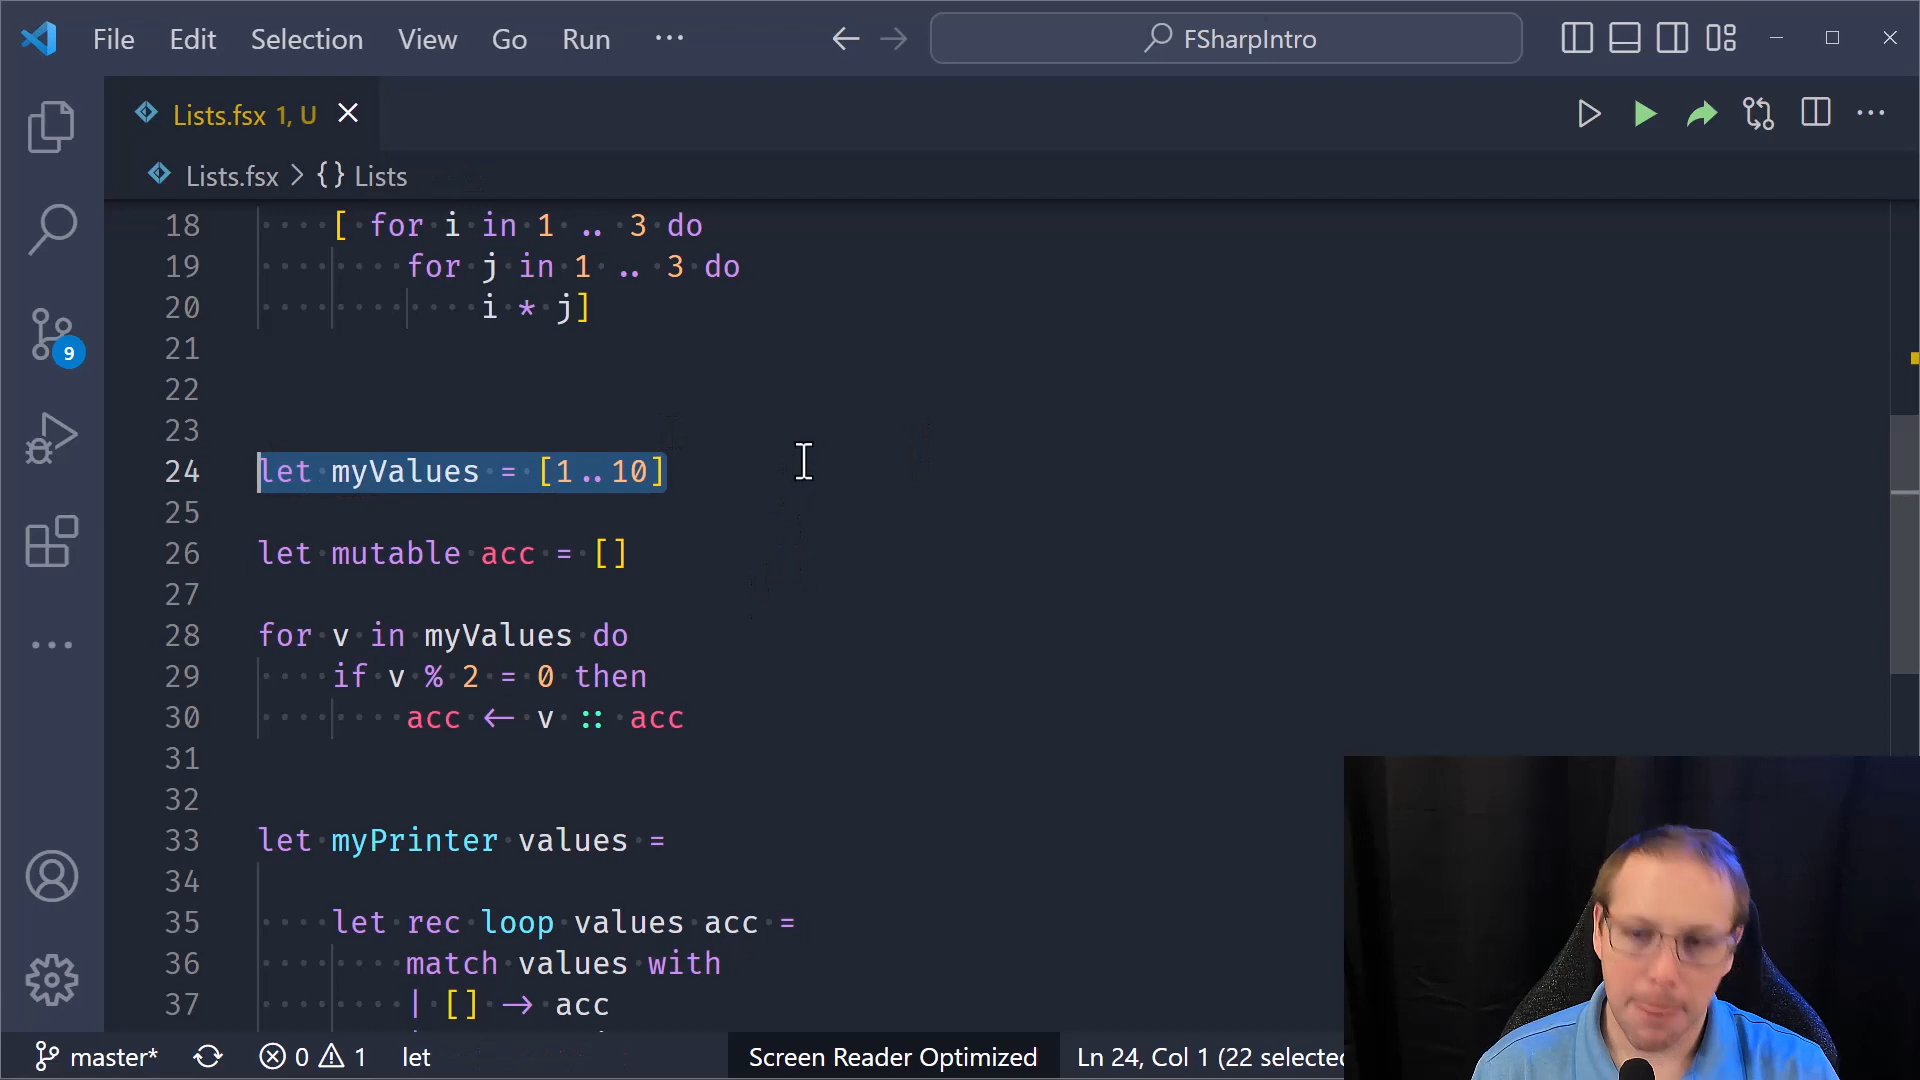 File Edit Selection View Go Run ··· FSharpIntro
Lists.fsx 1, U
Lists.fsx > {} Lists
18 [ for i in 1 .. 3 do
19 for j in 1 .. 3 do
20 i * j]
21
22
23
24 let myValues = [1..10]
25
26 let mutable acc = []
27
28 for v in myValues do
29 if v % 2 = 0 then
30 acc <- v :: acc
31
32
33 let myPrinter values =
34
35 let rec loop values acc =
36 match values with
37 | [] -> acc
9
master* 0 1 let Screen Reader Optimized Ln 24, Col 1 (22 selected